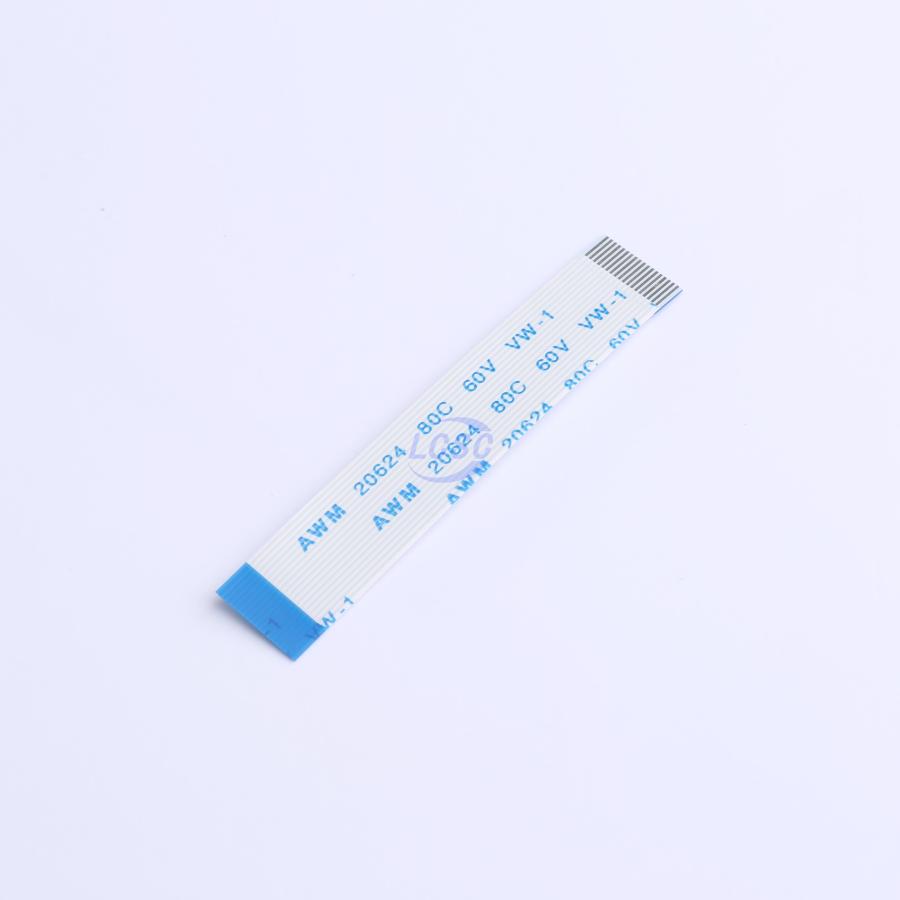 AWM 20624 80C 60V VW-1
AWM 20624 80C 60V VW-1
AWM 20624 80C 60V
VW-1
-1
LCSC